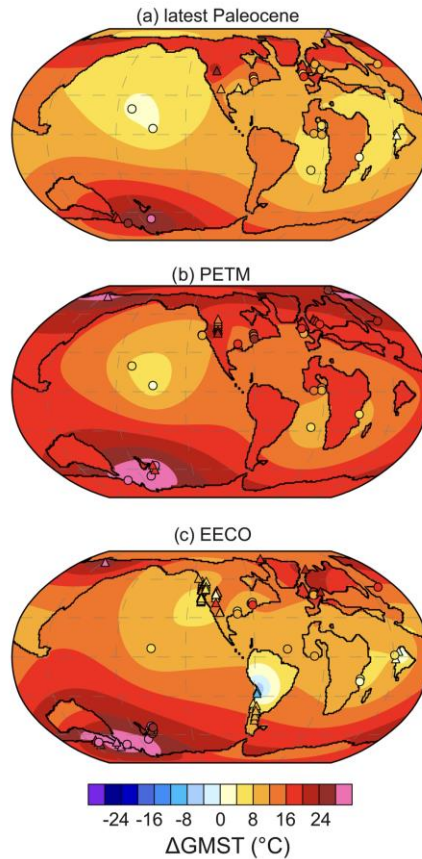 (a) latest Paleocene
(b) PETM
(c) EECO
-24 -16 -8 0 8 16 24
ΔGMST (°C)